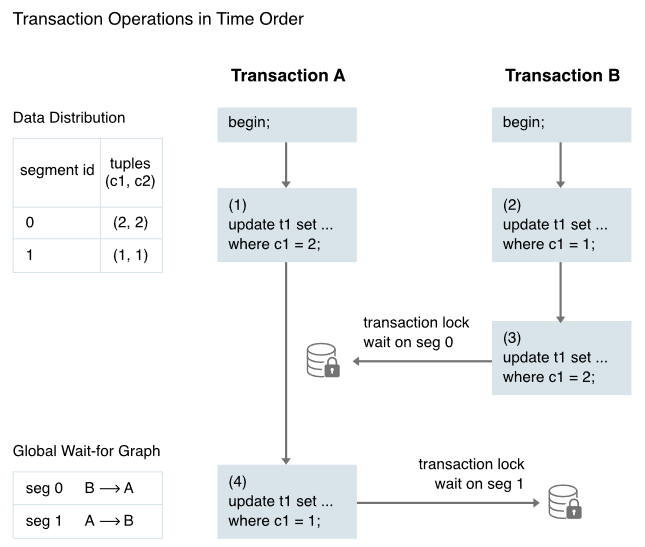 Transaction Operations in Time Order
Transaction A
Transaction B
Data Distribution
segment id
tuples
(c1, c2)
0
(2, 2)
1
(1, 1)
begin;
begin;
(1)
update t1 set ...
where c1 = 2;
(2)
update t1 set ...
where c1 = 1;
transaction lock
wait on seg 0
(3)
update t1 set ...
where c1 = 2;
Global Wait-for Graph
seg 0 B → A
seg 1 A → B
(4)
update t1 set ...
where c1 = 1;
transaction lock
wait on seg 1